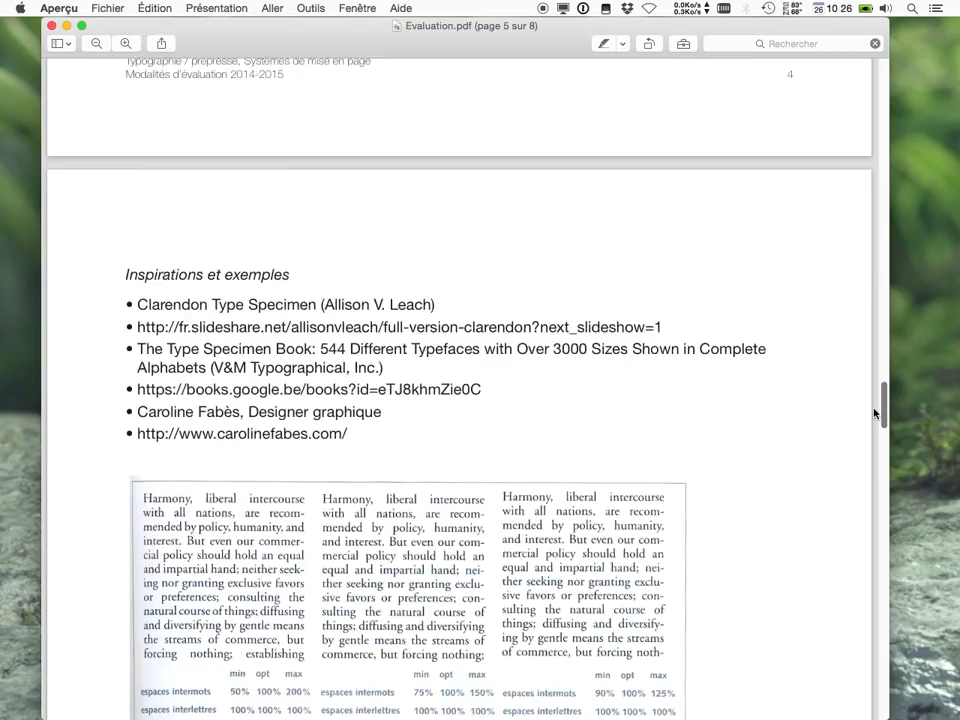 Aperçu Fichier Édition Présentation Aller Outils Fenêtre Aide 0.0Ko/s 0.3Ko/s 83° 68° 26 10 26
Evaluation.pdf (page 5 sur 8)
Rechercher
Typographie / prépresse, Systèmes de mise en page
Modalités d'évaluation 2014-2015 4
Inspirations et exemples
• Clarendon Type Specimen (Allison V. Leach)
• http://fr.slideshare.net/allisonvleach/full-version-clarendon?next_slideshow=1
• The Type Specimen Book: 544 Different Typefaces with Over 3000 Sizes Shown in Complete
Alphabets (V&M Typographical, Inc.)
• https://books.google.be/books?id=eTJ8khmZie0C
• Caroline Fabès, Designer graphique
• http://www.carolinefabes.com/
Harmony, liberal intercourse
with all nations, are recom-
mended by policy, humanity, and
interest. But even our commer-
cial policy should hold an equal
and impartial hand; neither seek-
ing nor granting exclusive favors
or preferences; consulting the
natural course of things; diffusing
and diversifying by gentle means
the streams of commerce, but
forcing nothing; establishing
min opt max
espaces intermots 50% 100% 200%
espaces interlettres 100% 100% 100%
Harmony, liberal intercourse
with all nations, are recom-
mended by policy, humanity,
and interest. But even our com-
mercial policy should hold an
equal and impartial hand; nei-
ther seeking nor granting exclu-
sive favors or preferences; con-
sulting the natural course of
things; diffusing and diversifying
by gentle means the streams of
commerce, but forcing nothing;
min opt max
espaces intermots 75% 100% 150%
espaces interlettres 100% 100% 100%
Harmony, liberal intercourse
with all nations, are recom-
mended by policy, humanity,
and interest. But even our com-
mercial policy should hold an
equal and impartial hand; nei-
ther seeking nor granting exclu-
sive favors or preferences; con-
sulting the natural course of
things; diffusing and diversify-
ing by gentle means the streams
of commerce, but forcing noth-
min opt max
espaces intermots 90% 100% 125%
espaces interlettres 100% 100% 100%